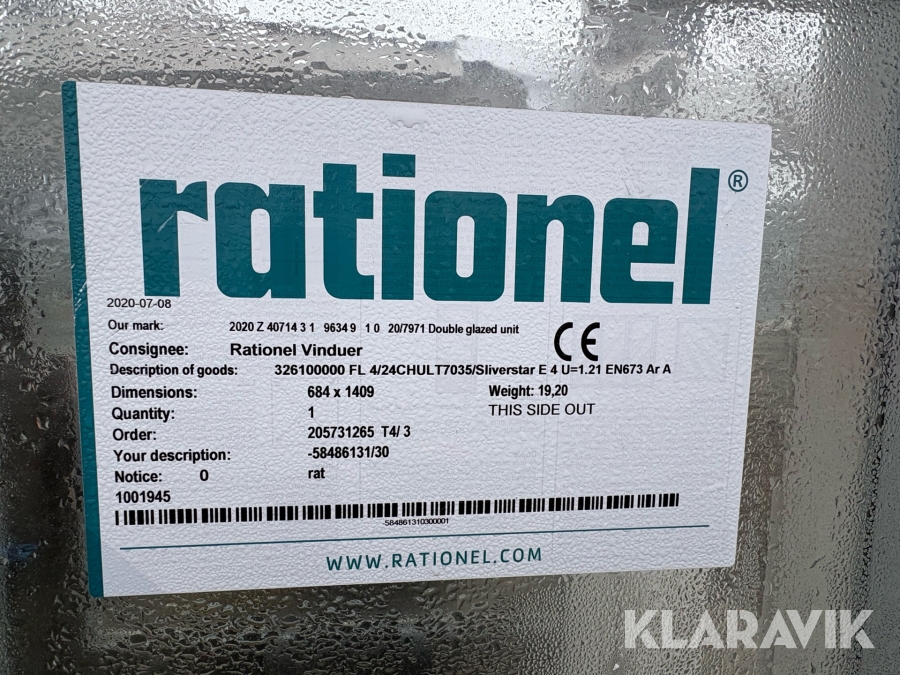 rationel®
2020-07-08
Our mark: 2020 Z 40714 3 1 9634 9 1 0 20/7971 Double glazed unit
CE
Consignee: Rationel Vinduer
Description of goods: 326100000 FL 4/24CHULT7035/Sliverstar E 4 U=1.21 EN673 Ar A
Dimensions: 684 x 1409 Weight: 19,20
Quantity: 1 THIS SIDE OUT
Order: 205731265 T4/ 3
Your description: -58486131/30
Notice: 0 rat
1001945
-584861310300001
WWW.RATIONEL.COM
KLARAVIK